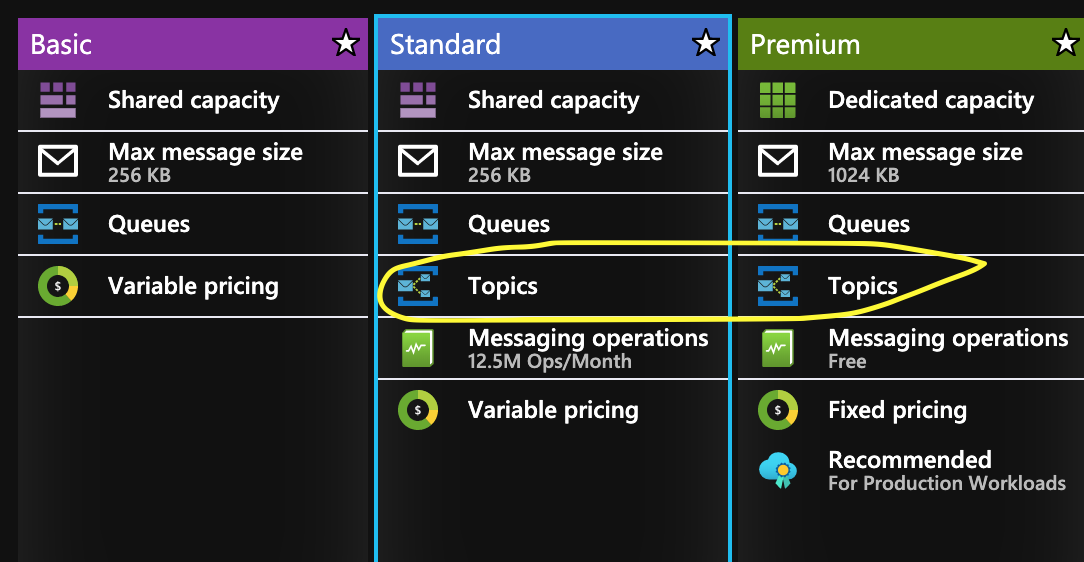 Basic
Shared capacity
Max message size
256 KB
Queues
Variable pricing
Standard
Shared capacity
Max message size
256 KB
Queues
Topics
Messaging operations
12.5M Ops/Month
Variable pricing
Premium
Dedicated capacity
Max message size
1024 KB
Queues
Topics
Messaging operations
Free
Fixed pricing
Recommended
For Production Workloads